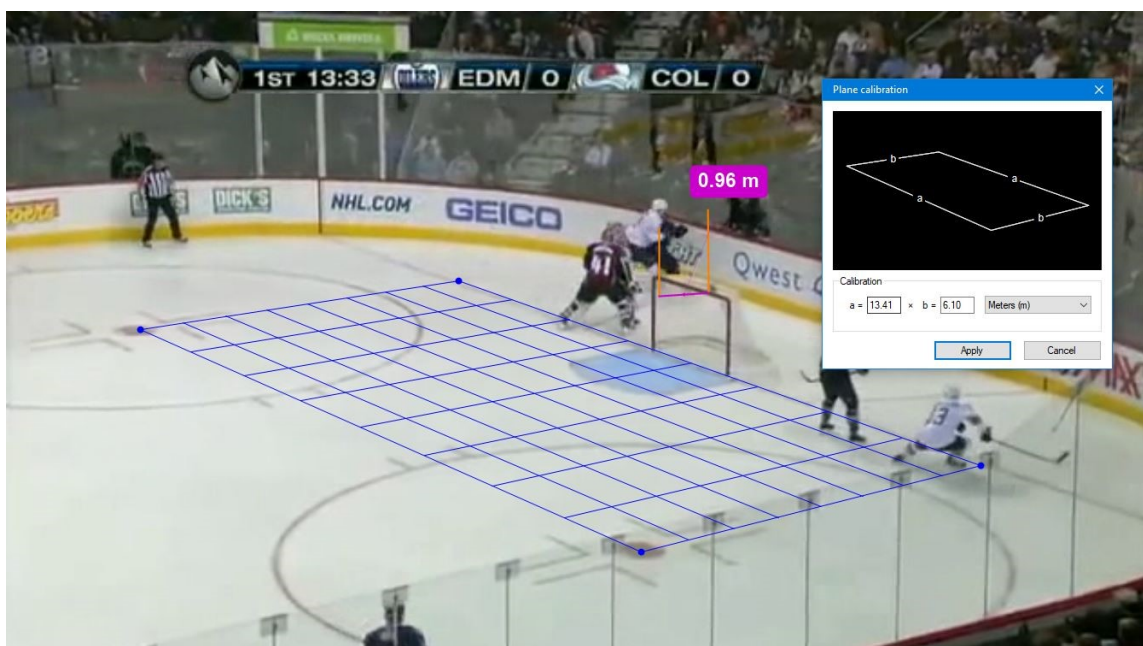 1ST 13:33 OILERS EDM 0 COL 0
DICK'S
NHL.COM
GEICO
Qwest
41
13
0.96 m
Plane calibration
b
a
a
b
Calibration
a = 13.41 × b = 6.10 Meters (m)
Apply
Cancel